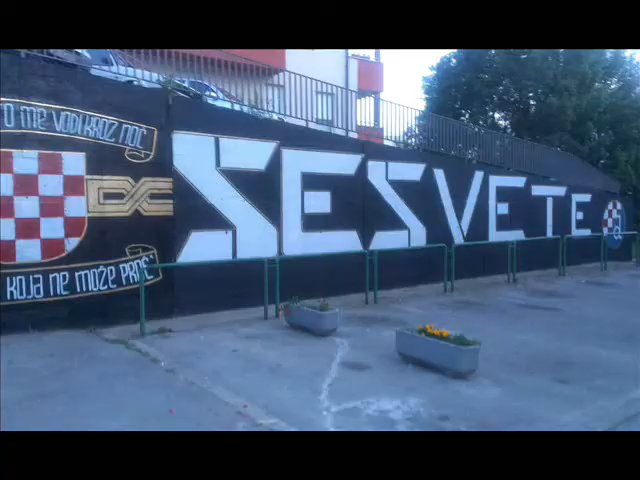 O ME VODI KROZ NOĆ
SESVETE
KOJA NE MOŽE PROĆ'